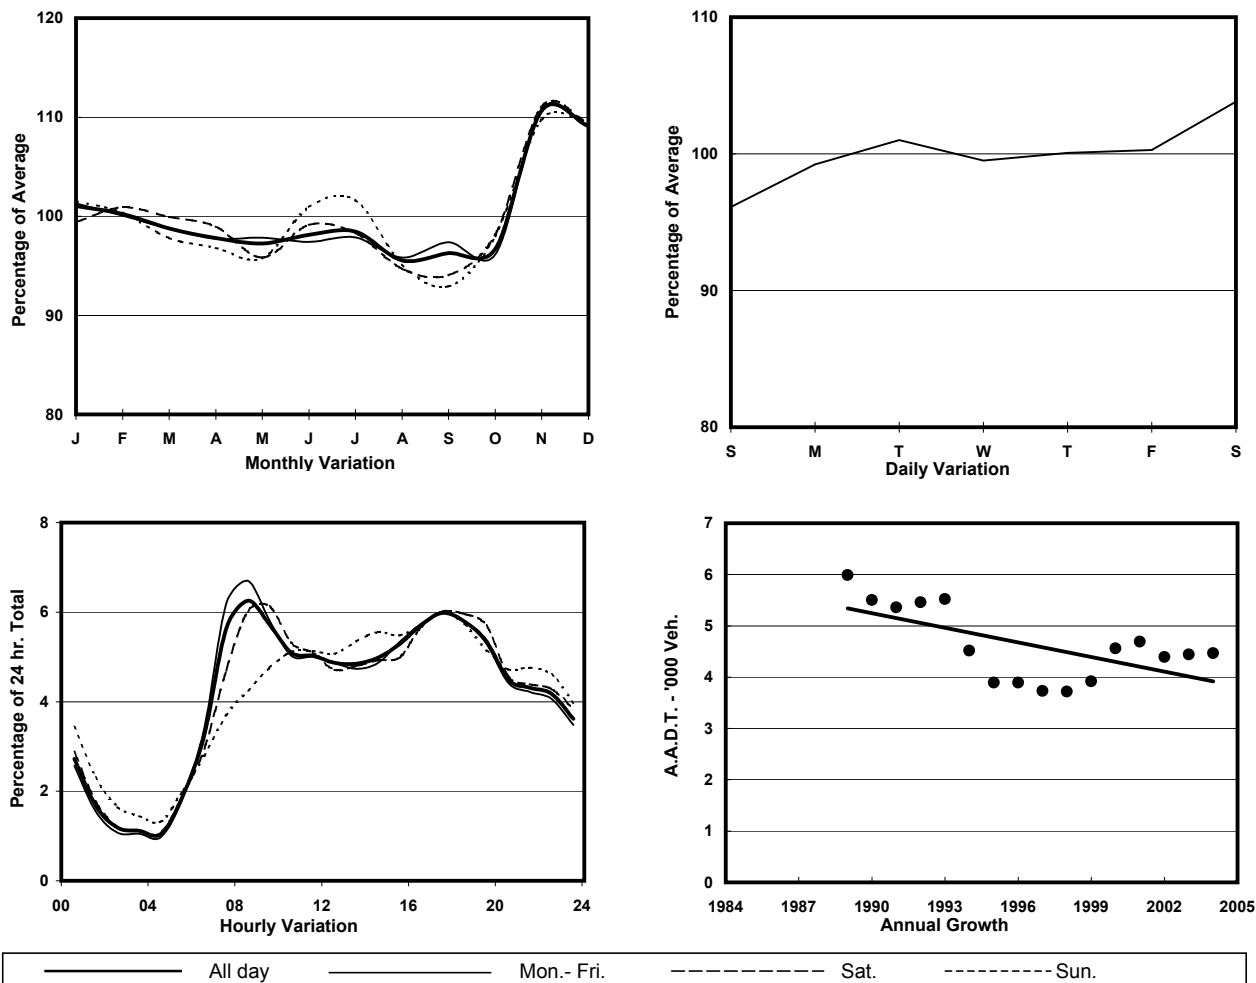 120
110
100
90
80
Percentage of Average
J F M A M J J A S O N D
Monthly Variation
110
100
90
80
Percentage of Average
S M T W T F S
Daily Variation
8
6
4
2
0
Percentage of 24 hr. Total
00 04 08 12 16 20 24
Hourly Variation
7
6
5
4
3
2
1
0
A.A.D.T. - '000 Veh.
1984 1987 1990 1993 1996 1999 2002 2005
Annual Growth
All day Mon.- Fri. Sat. Sun.